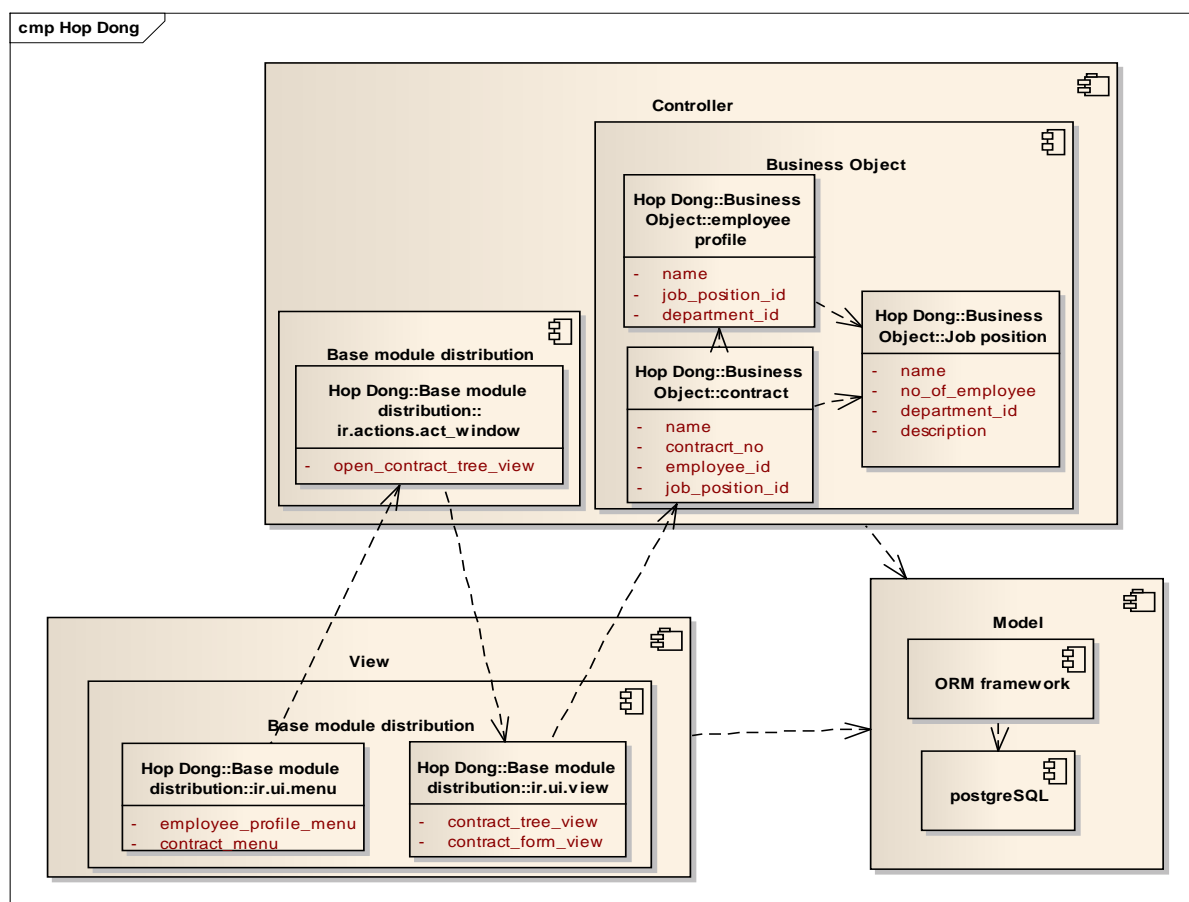 cmp Hop Dong
Controller
Business Object
Hop Dong::Business
Object::employee
profile
- name
- job_position_id
- department_id
Hop Dong::Business
Object::Job position
- name
- no_of_employee
- department_id
- description
Base module distribution
Hop Dong::Base module
distribution::
ir.actions.act_window
- open_contract_tree_view
Hop Dong::Business
Object::contract
- name
- contracrt_no
- employee_id
- job_position_id
View
Base module distribution
Hop Dong::Base module
distribution::ir.ui.menu
- employee_profile_menu
- contract_menu
Hop Dong::Base module
distribution::ir.ui.view
- contract_tree_view
- contract_form_view
Model
ORM framework
postgreSQL